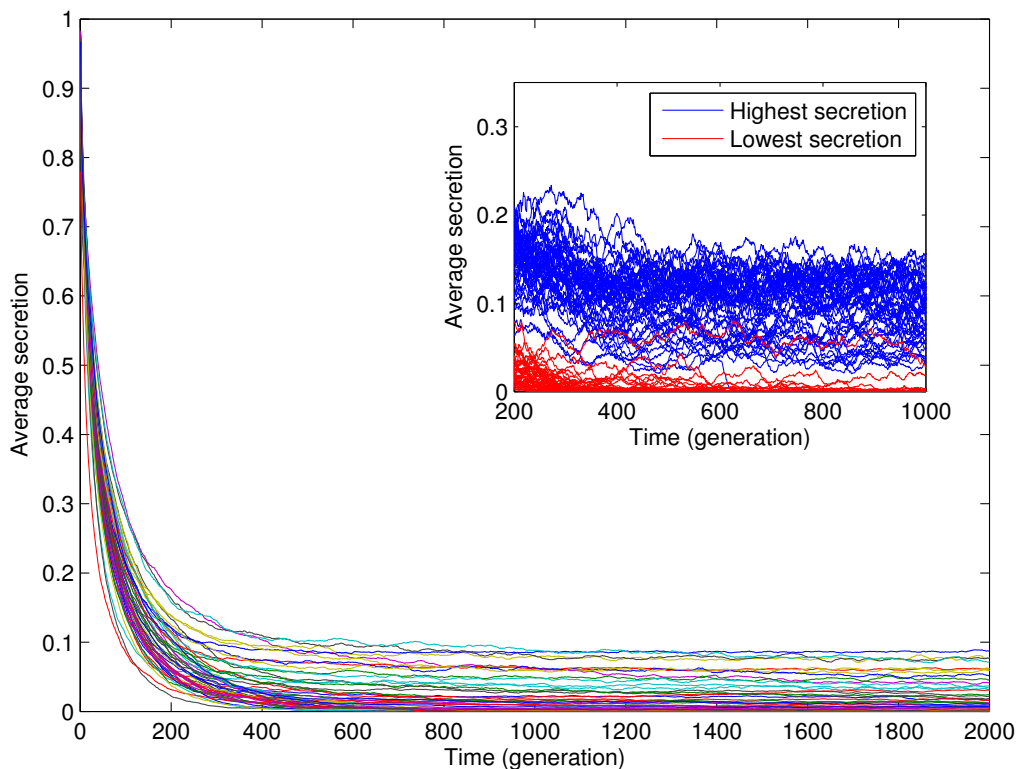 1
0.9
0.8
0.7
0.6
0.5
0.4
0.3
0.2
0.1
0
Average secretion
0 200 400 600 800 1000 1200 1400 1600 1800 2000
Time (generation)
0.3
0.2
0.1
0
Average secretion
Highest secretion
Lowest secretion
200 400 600 800 1000
Time (generation)